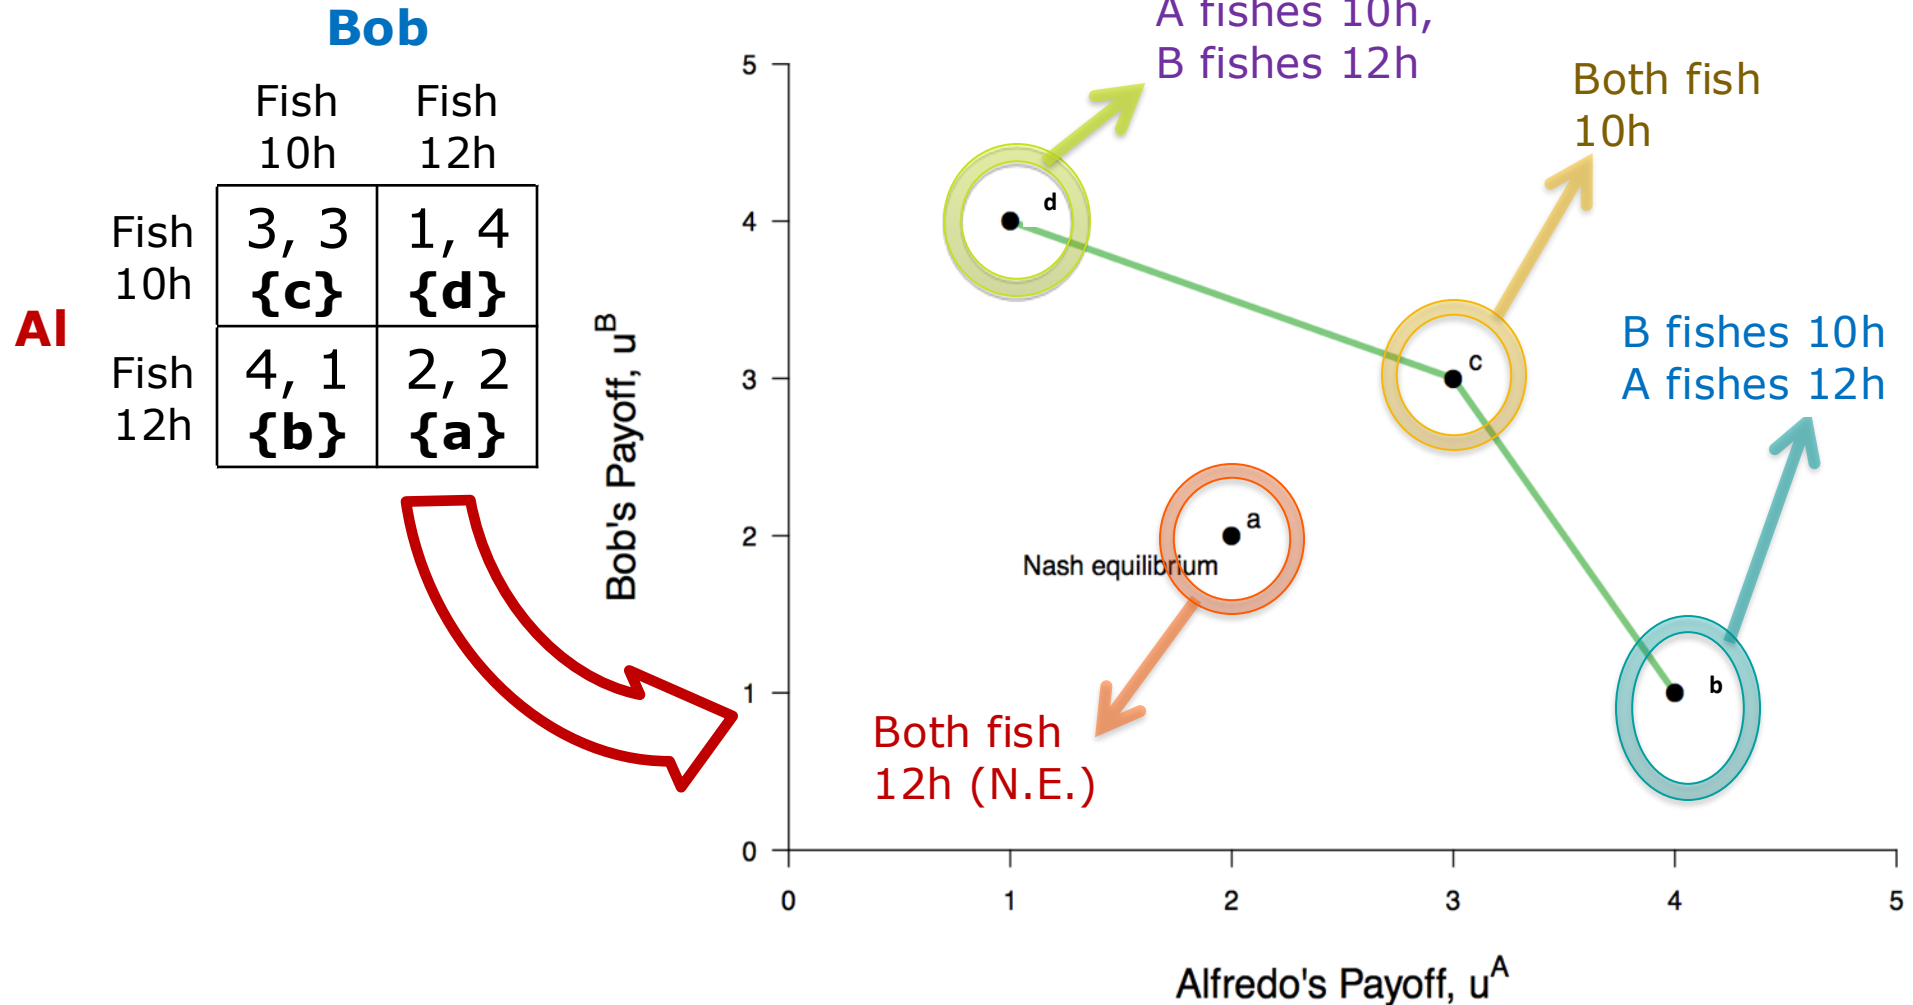 Bob
Fish Fish
10h 12h
Al
Fish
10h
3, 3 1, 4
{c} {d}
Fish
12h
4, 1 2, 2
{b} {a}
A fishes 10h,
B fishes 12h
Both fish
10h
B fishes 10h
A fishes 12h
Both fish
12h (N.E.)
Bob's Payoff, uᴮ
5
4
3
2
1
0
d
c
a
Nash equilibrium
b
0 1 2 3 4 5
Alfredo's Payoff, uᴬ